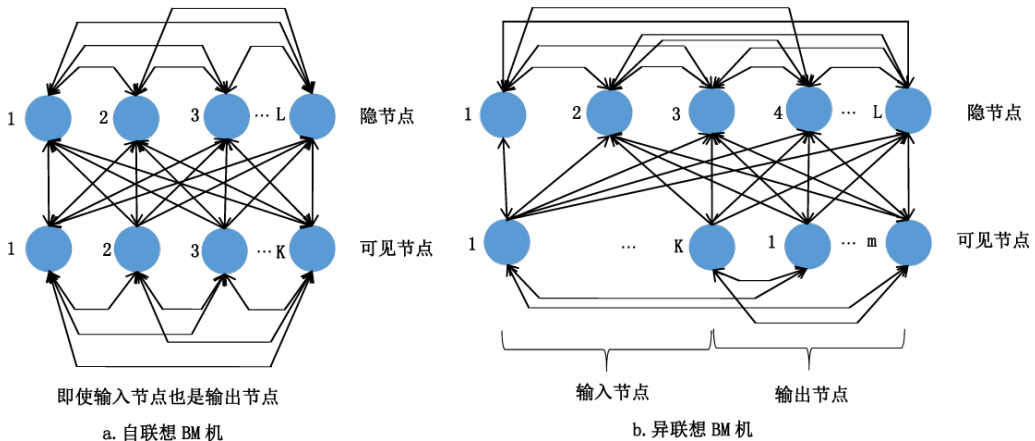 1 2 3 ··· L 隐节点
1 2 3 ··· K 可见节点
即使输入节点也是输出节点
a. 自联想 BM 机
1 2 3 4 ··· L 隐节点
1 ··· K 1 ··· m 可见节点
输入节点 输出节点
b. 异联想 BM 机